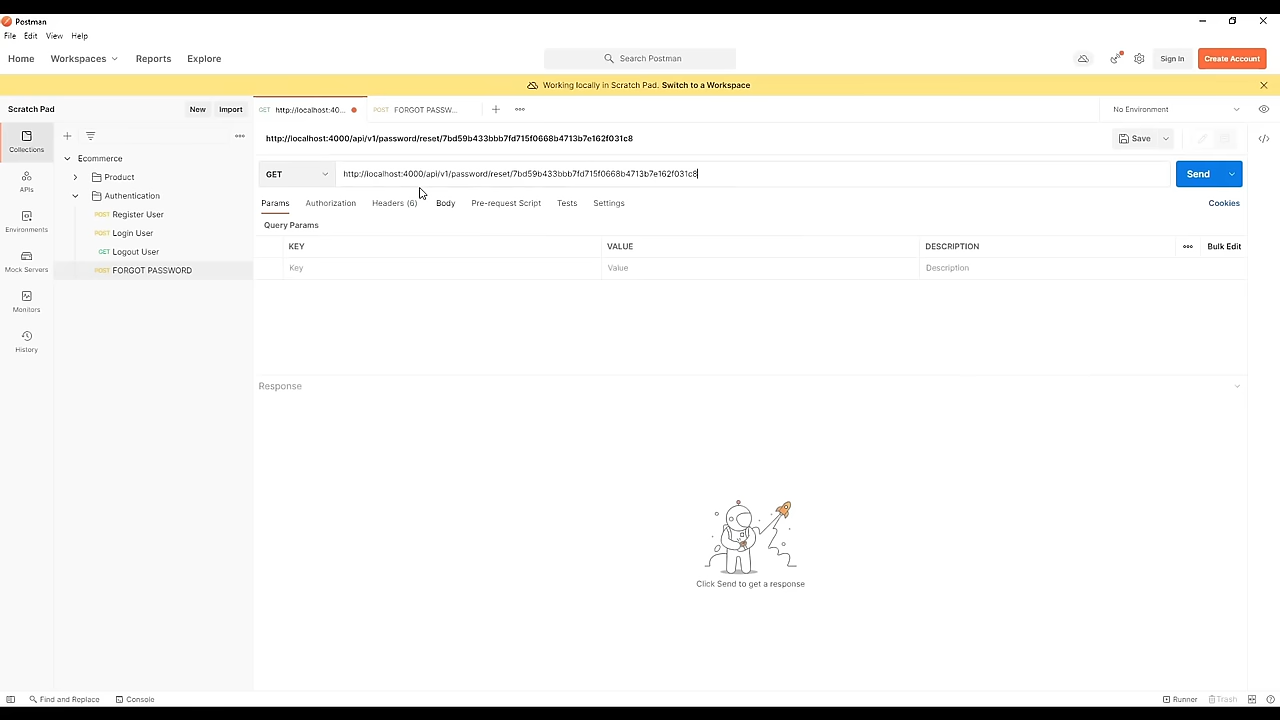 Postman
File Edit View Help
Home Workspaces Reports Explore Search Postman Sign In Create Account
Working locally in Scratch Pad. Switch to a Workspace
Scratch Pad New Import GET http://localhost:40... POST FORGOT PASSW... No Environment
http://localhost:4000/api/v1/password/reset/7bd59b433bbb7fd715f0668b4713b7e162f031c8 Save
Collections
Ecommerce
GET http://localhost:4000/api/v1/password/reset/7bd59b433bbb7fd715f0668b4713b7e162f031c8 Send
Product
APIs
Authentication
Params Authorization Headers (6) Body Pre-request Script Tests Settings Cookies
POST Register User
Query Params
Environments
POST Login User
KEY VALUE DESCRIPTION Bulk Edit
GET Logout User
Mock Servers
POST FORGOT PASSWORD
Key Value Description
Monitors
History
Response
Click Send to get a response
Find and Replace Console Runner Trash